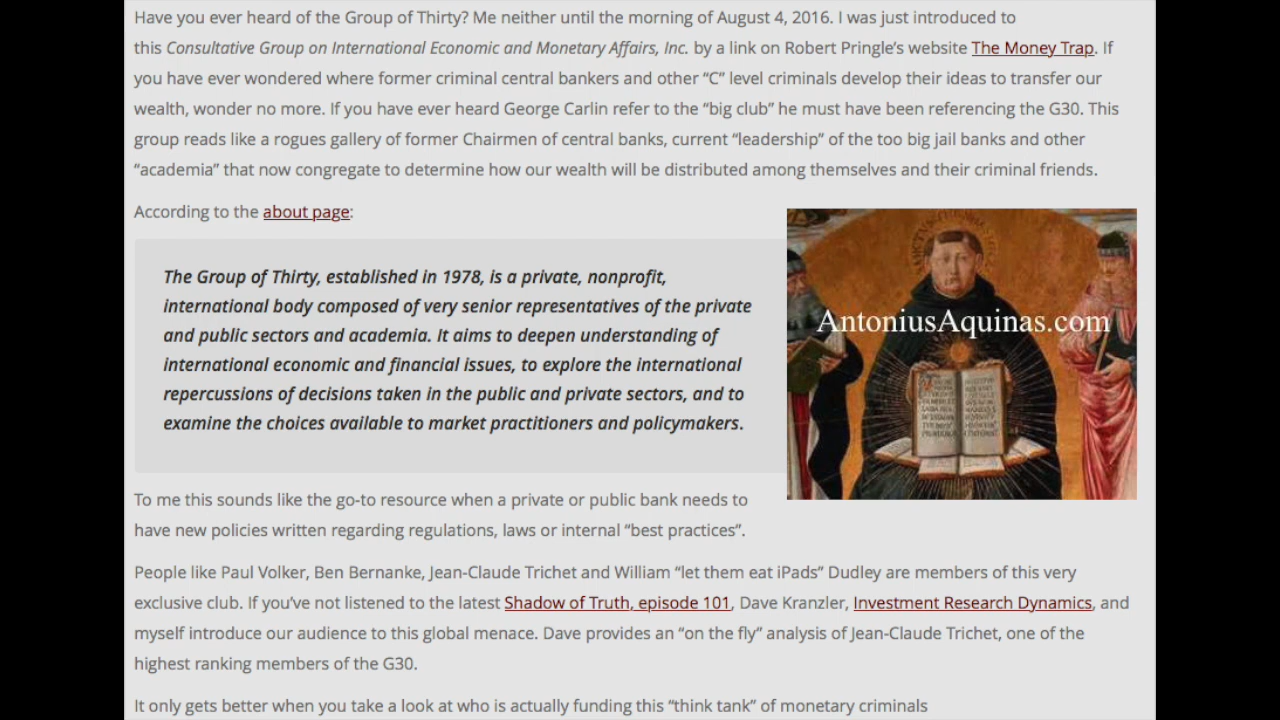 Have you ever heard of the Group of Thirty? Me neither until the morning of August 4, 2016. I was just introduced to
this Consultative Group on International Economic and Monetary Affairs, Inc. by a link on Robert Pringle’s website The Money Trap. If
you have ever wondered where former criminal central bankers and other “C” level criminals develop their ideas to transfer our
wealth, wonder no more. If you have ever heard George Carlin refer to the “big club” he must have been referencing the G30. This
group reads like a rogues gallery of former Chairmen of central banks, current “leadership” of the too big jail banks and other
“academia” that now congregate to determine how our wealth will be distributed among themselves and their criminal friends.
According to the about page:
The Group of Thirty, established in 1978, is a private, nonprofit,
international body composed of very senior representatives of the private
and public sectors and academia. It aims to deepen understanding of
international economic and financial issues, to explore the international
repercussions of decisions taken in the public and private sectors, and to
examine the choices available to market practitioners and policymakers.
AntoniusAquinas.com
To me this sounds like the go-to resource when a private or public bank needs to
have new policies written regarding regulations, laws or internal “best practices”.
People like Paul Volker, Ben Bernanke, Jean-Claude Trichet and William “let them eat iPads” Dudley are members of this very
exclusive club. If you’ve not listened to the latest Shadow of Truth, episode 101, Dave Kranzler, Investment Research Dynamics, and
myself introduce our audience to this global menace. Dave provides an “on the fly” analysis of Jean-Claude Trichet, one of the
highest ranking members of the G30.
It only gets better when you take a look at who is actually funding this “think tank” of monetary criminals